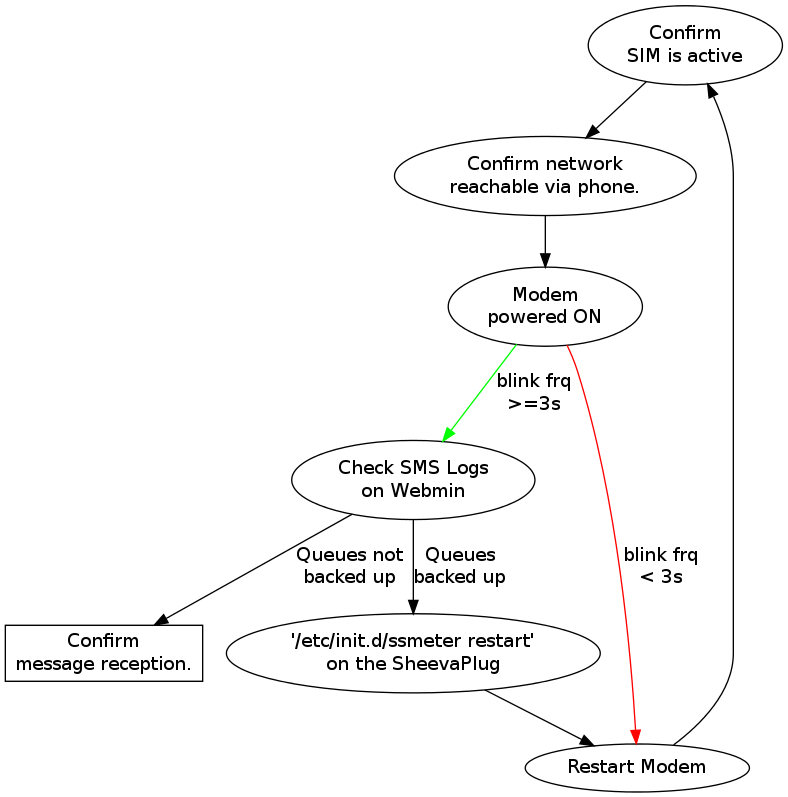 Confirm
SIM is active
Confirm network
reachable via phone.
Modem
powered ON
blink frq
>=3s
Check SMS Logs
on Webmin
Queues not
backed up
Queues
backed up
blink frq
< 3s
Confirm
message reception.
'/etc/init.d/ssmeter restart'
on the SheevaPlug
Restart Modem